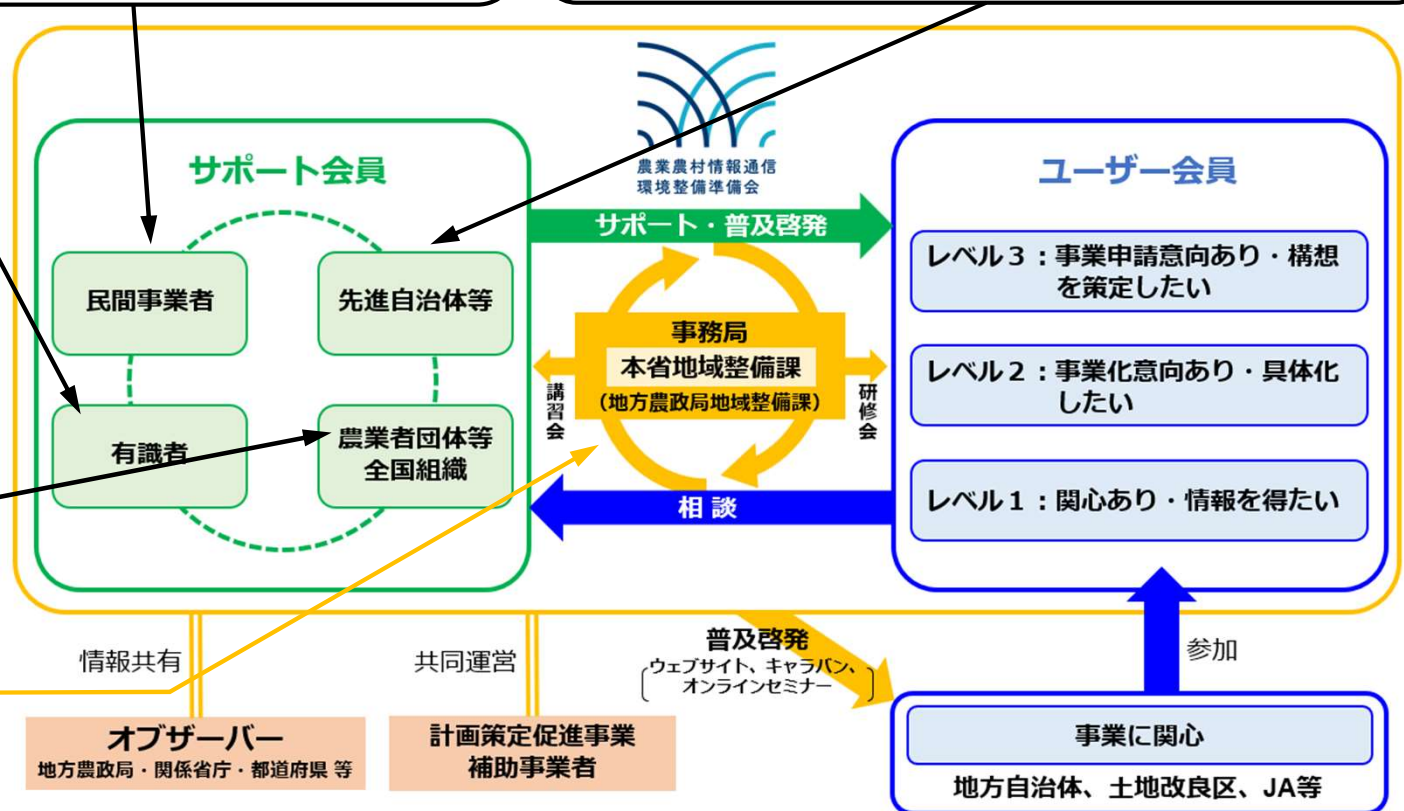 農業農村情報通信
環境整備準備会
サポート会員
民間事業者
先進自治体等
有識者
農業者団体等
全国組織
サポート・普及啓発
事務局
本省地域整備課
（地方農政局地域整備課）
講習会
研修会
相談
ユーザー会員
レベル３：事業申請意向あり・構想
を策定したい
レベル２：事業化意向あり・具体化
したい
レベル１：関心あり・情報を得たい
情報共有
共同運営
普及啓発
ウェブサイト、キャラバン、
オンラインセミナー
参加
オブザーバー
地方農政局・関係省庁・都道府県 等
計画策定促進事業
補助事業者
事業に関心
地方自治体、土地改良区、JA等